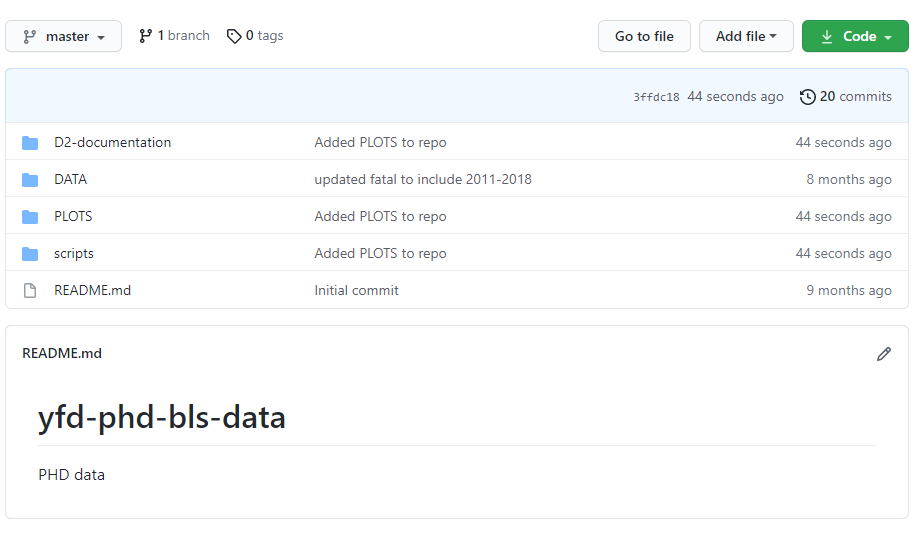 master 1 branch 0 tags Go to file Add file Code
3ffdc18 44 seconds ago 20 commits
D2-documentation Added PLOTS to repo 44 seconds ago
DATA updated fatal to include 2011-2018 8 months ago
PLOTS Added PLOTS to repo 44 seconds ago
scripts Added PLOTS to repo 44 seconds ago
README.md Initial commit 9 months ago
README.md
yfd-phd-bls-data
PHD data